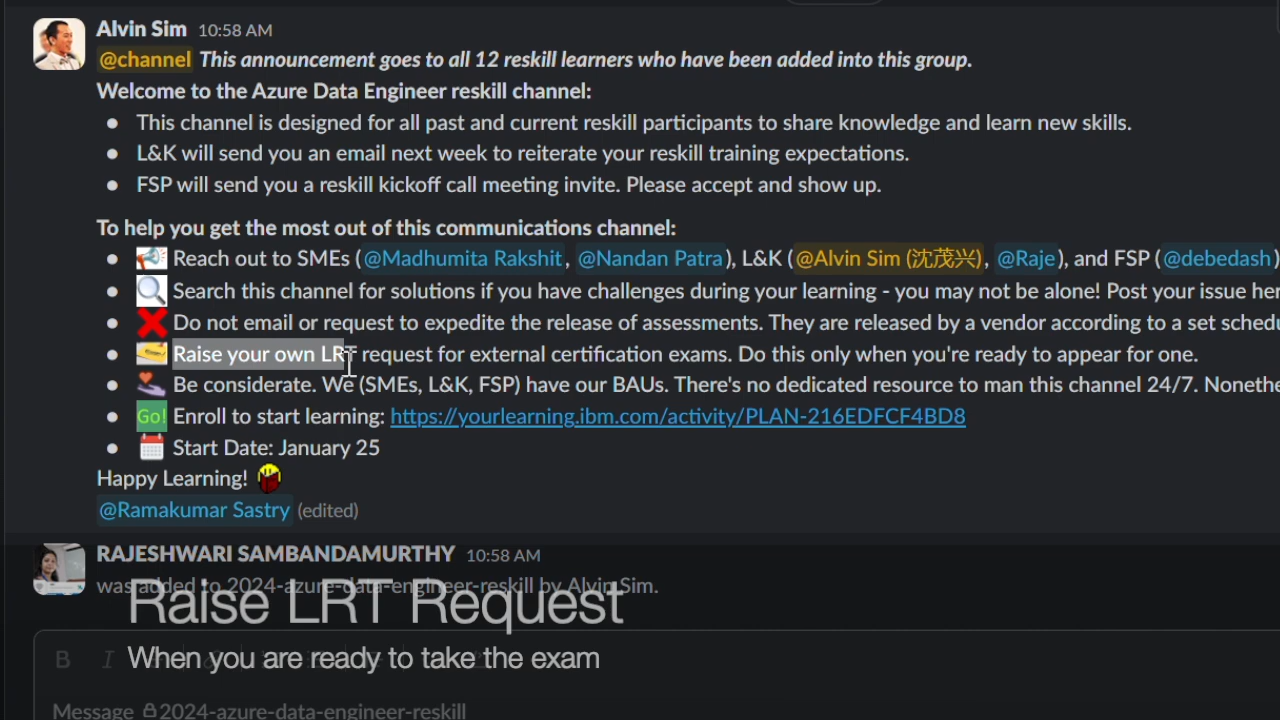 Alvin Sim 10:58 AM
@channel This announcement goes to all 12 reskill learners who have been added into this group.
Welcome to the Azure Data Engineer reskill channel:
This channel is designed for all past and current reskill participants to share knowledge and learn new skills.
L&K will send you an email next week to reiterate your reskill training expectations.
FSP will send you a reskill kickoff call meeting invite. Please accept and show up.
To help you get the most out of this communications channel:
Reach out to SMEs (@Madhumita Rakshit, @Nandan Patra), L&K (@Alvin Sim (沈茂兴), @Raje), and FSP (@debedash)
Search this channel for solutions if you have challenges during your learning - you may not be alone! Post your issue her
Do not email or request to expedite the release of assessments. They are released by a vendor according to a set schedu
Raise your own LRT request for external certification exams. Do this only when you're ready to appear for one.
Be considerate. We (SMEs, L&K, FSP) have our BAUs. There's no dedicated resource to man this channel 24/7. Nonethe
Go! Enroll to start learning: https://yourlearning.ibm.com/activity/PLAN-216EDFCF4BD8
Start Date: January 25
Happy Learning!
@Ramakumar Sastry (edited)
RAJESHWARI SAMBANDAMURTHY 10:58 AM
was added to 2024-azure-data-engineer-reskill by Alvin Sim.
Raise LRT Request
B I
When you are ready to take the exam
Message 2024-azure-data-engineer-reskill